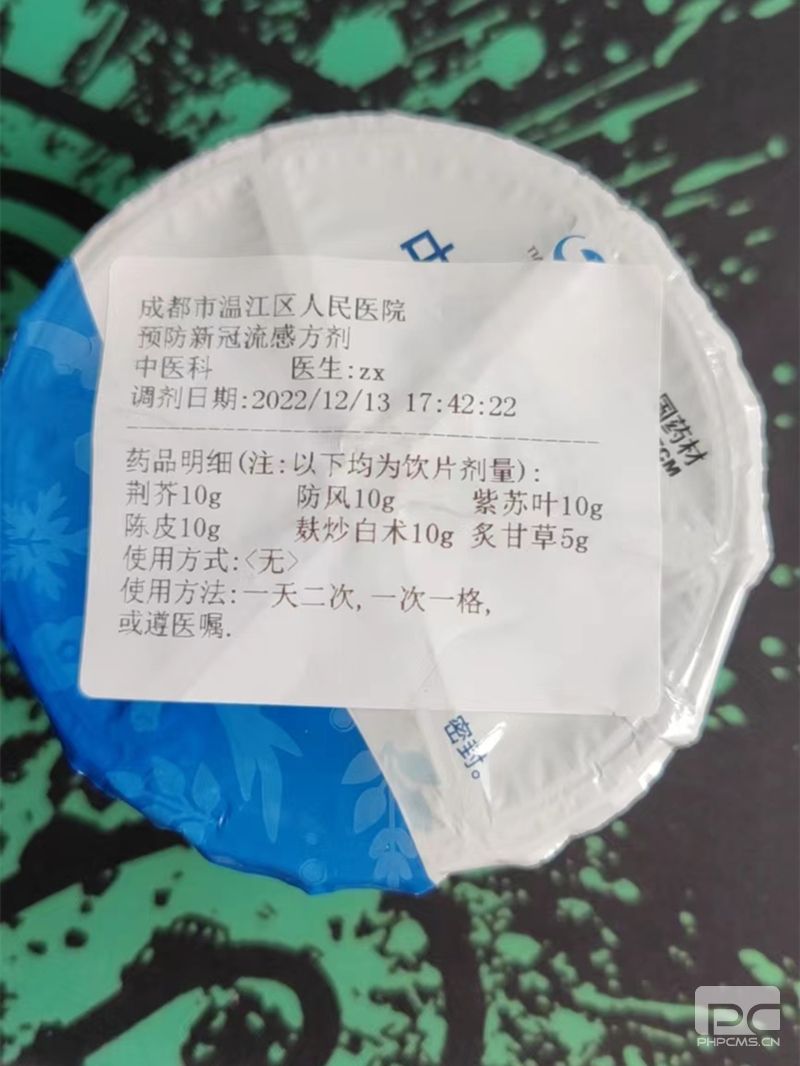 成都市温江区人民医院
预防新冠流感方剂
中医科 医生:zx
调剂日期:2022/12/13 17:42:22
药品明细(注:以下均为饮片剂量):
荆芥10g 防风10g 紫苏叶10g
陈皮10g 麸炒白术10g 炙甘草5g
使用方式:<无>
使用方法:一天二次,一次一格,
或遵医嘱.
国药材
密封。
PC
PHPCMS.CN